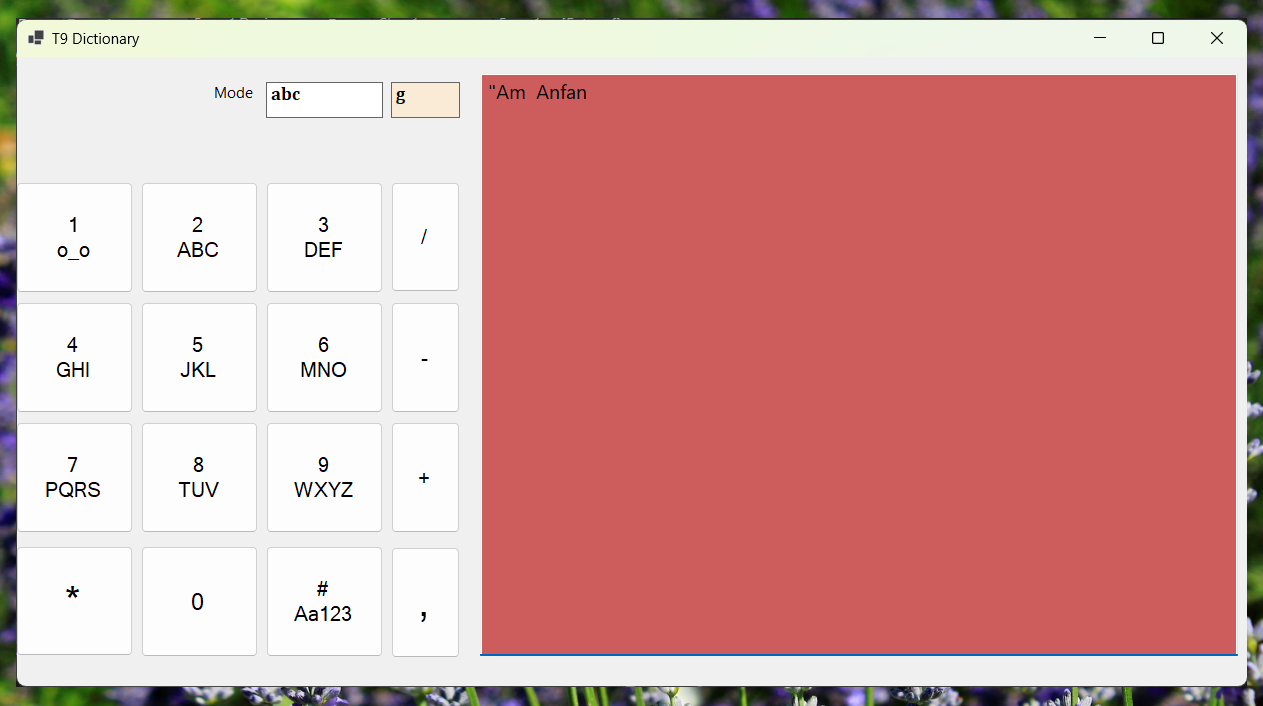 T9 Dictionary
Mode
abc
g
"Am  Anfan
1
o_o
2
ABC
3
DEF
/
4
GHI
5
JKL
6
MNO
-
7
PQRS
8
TUV
9
WXYZ
+
*
0
#
Aa123
,